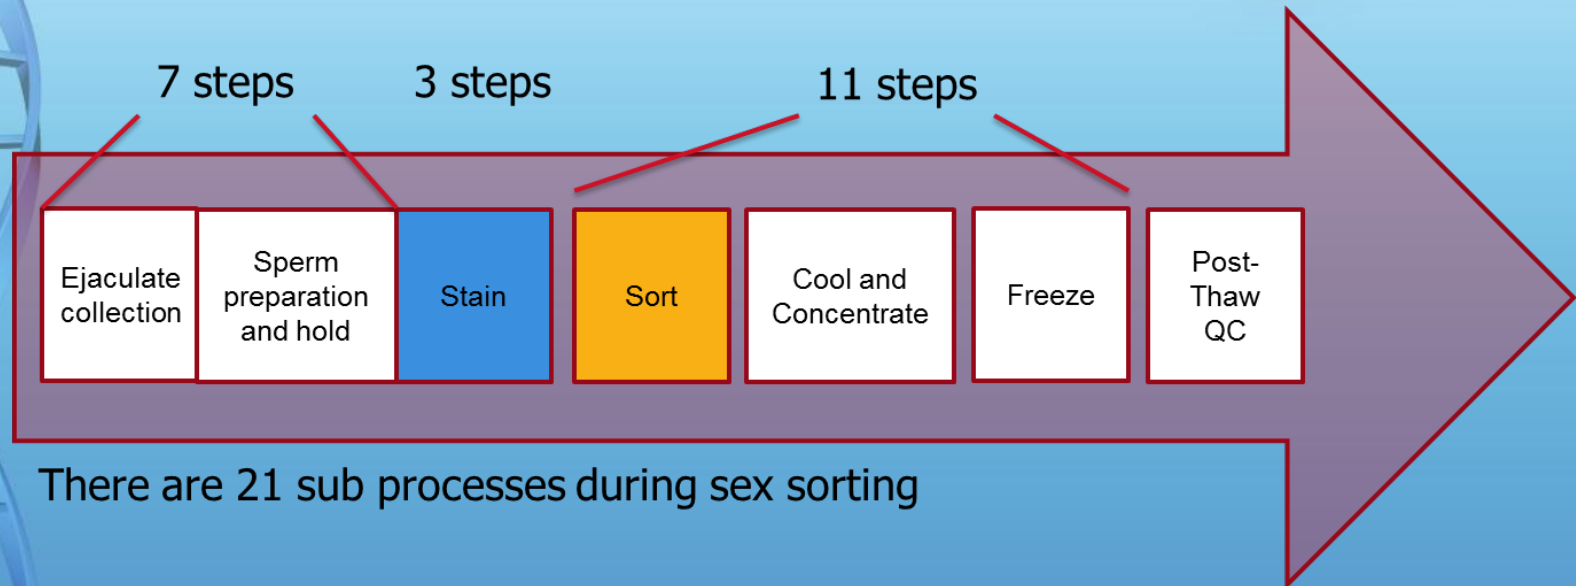 7 steps
3 steps
11 steps
Ejaculate
collection
Sperm
preparation
and hold
Stain
Sort
Cool and
Concentrate
Freeze
Post-
Thaw
QC
There are 21 sub processes during sex sorting